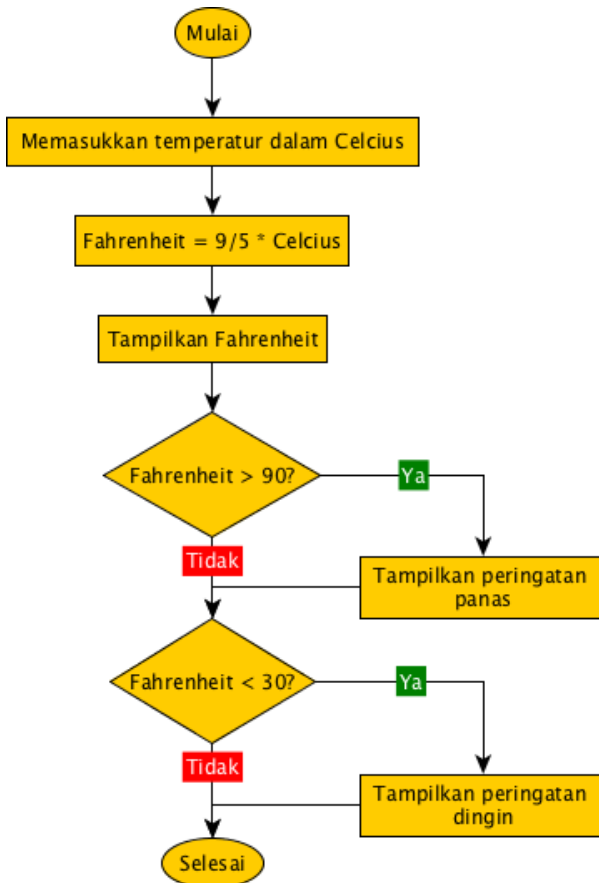 Mulai
Memasukkan temperatur dalam Celcius
Fahrenheit = 9/5 * Celcius
Tampilkan Fahrenheit
Fahrenheit > 90?
Ya
Tidak
Tampilkan peringatan
panas
Fahrenheit < 30?
Ya
Tidak
Tampilkan peringatan
dingin
Selesai